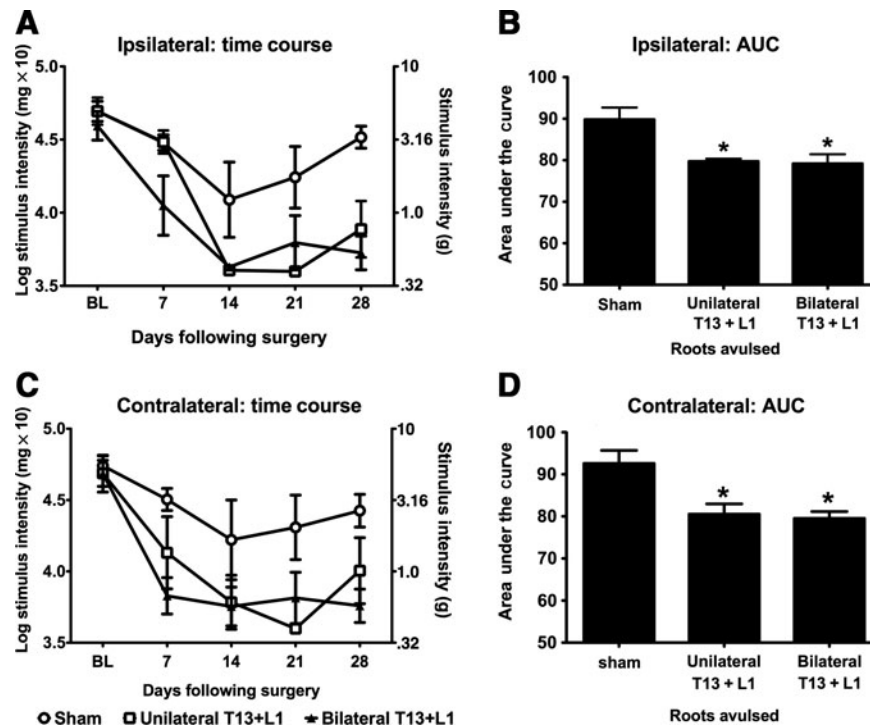 A
Ipsilateral: time course
Log stimulus intensity (mg × 10)
5.0
4.5
4.0
3.5
10
3.16
1.0
.32
Stimulus intensity (g)
BL 7 14 21 28
Days following surgery
B
Ipsilateral: AUC
Area under the curve
100
90
80
70
60
50
* *
Sham Unilateral Bilateral
T13 + L1 T13 + L1
Roots avulsed
C
Contralateral: time course
Log stimulus intensity (mg × 10)
5.0
4.5
4.0
3.5
10
3.16
1.0
.32
Stimulus intensity (g)
BL 7 14 21 28
Days following surgery
Sham Unilateral T13+L1 Bilateral T13+L1
D
Contralateral: AUC
Area under the curve
100
90
80
70
60
50
* *
sham Unilateral Bilateral
T13 + L1 T13 + L1
Roots avulsed